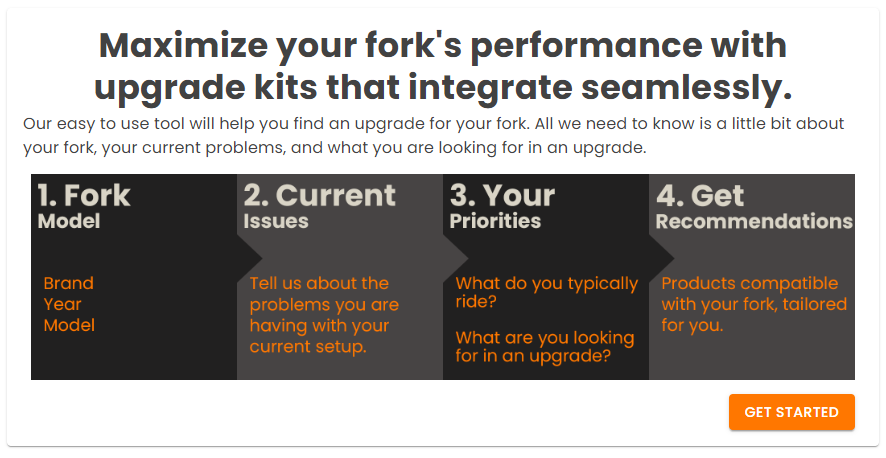 Maximize your fork's performance with
upgrade kits that integrate seamlessly.
Our easy to use tool will help you find an upgrade for your fork. All we need to know is a little bit about
your fork, your current problems, and what you are looking for in an upgrade.
1. Fork
Model
Brand
Year
Model
2. Current
Issues
Tell us about the
problems you are
having with your
current setup.
3. Your
Priorities
What do you typically
ride?
What are you looking
for in an upgrade?
4. Get
Recommendations
Products compatible
with your fork, tailored
for you.
GET STARTED